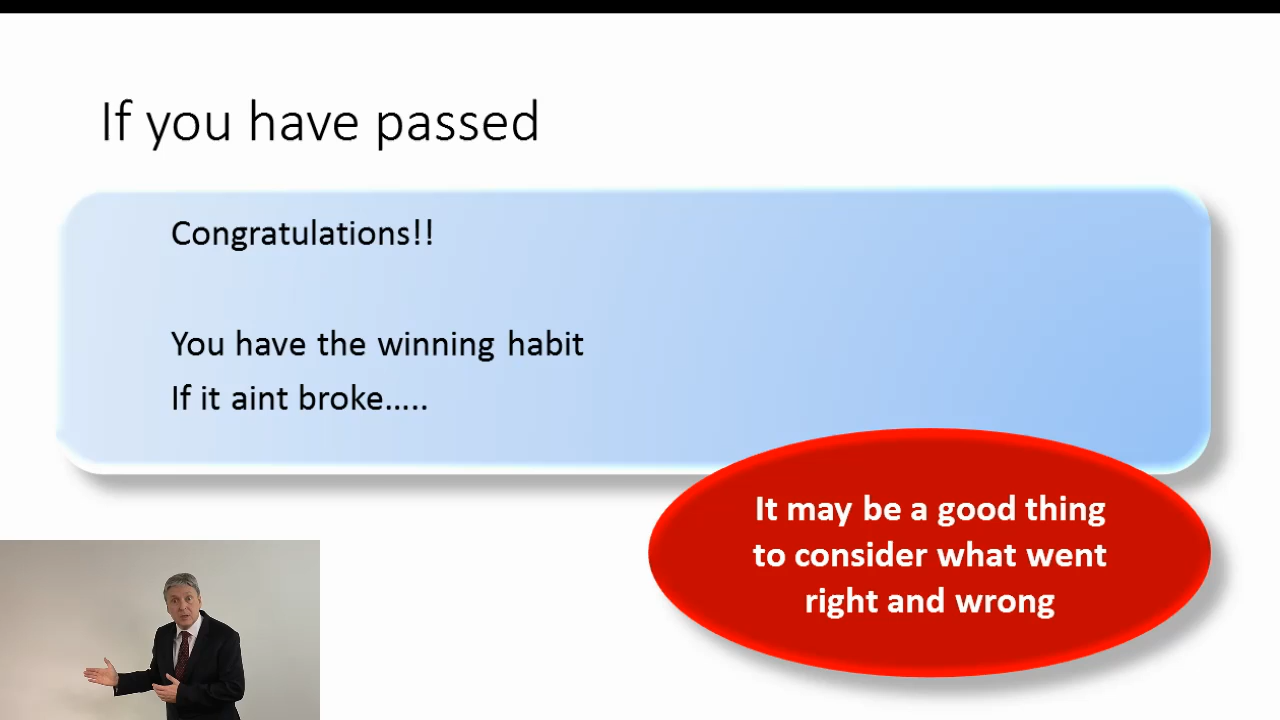 If you have passed
Congratulations!!
You have the winning habit
If it aint broke.....
It may be a good thing
to consider what went
right and wrong